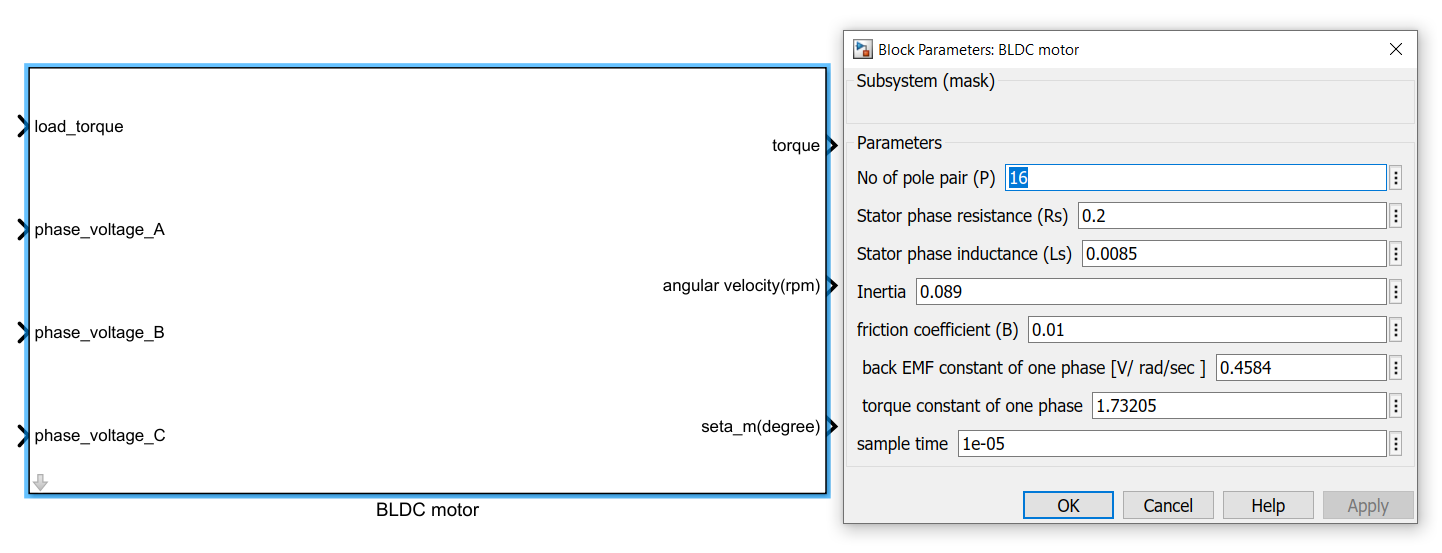 load_torque
phase_voltage_A
phase_voltage_B
phase_voltage_C
torque
angular velocity(rpm)
seta_m(degree)
BLDC motor
Block Parameters: BLDC motor
Subsystem (mask)
Parameters
No of pole pair (P) 16
Stator phase resistance (Rs) 0.2
Stator phase inductance (Ls) 0.0085
Inertia 0.089
friction coefficient (B) 0.01
back EMF constant of one phase [V/ rad/sec ] 0.4584
torque constant of one phase 1.73205
sample time 1e-05
OK Cancel Help Apply